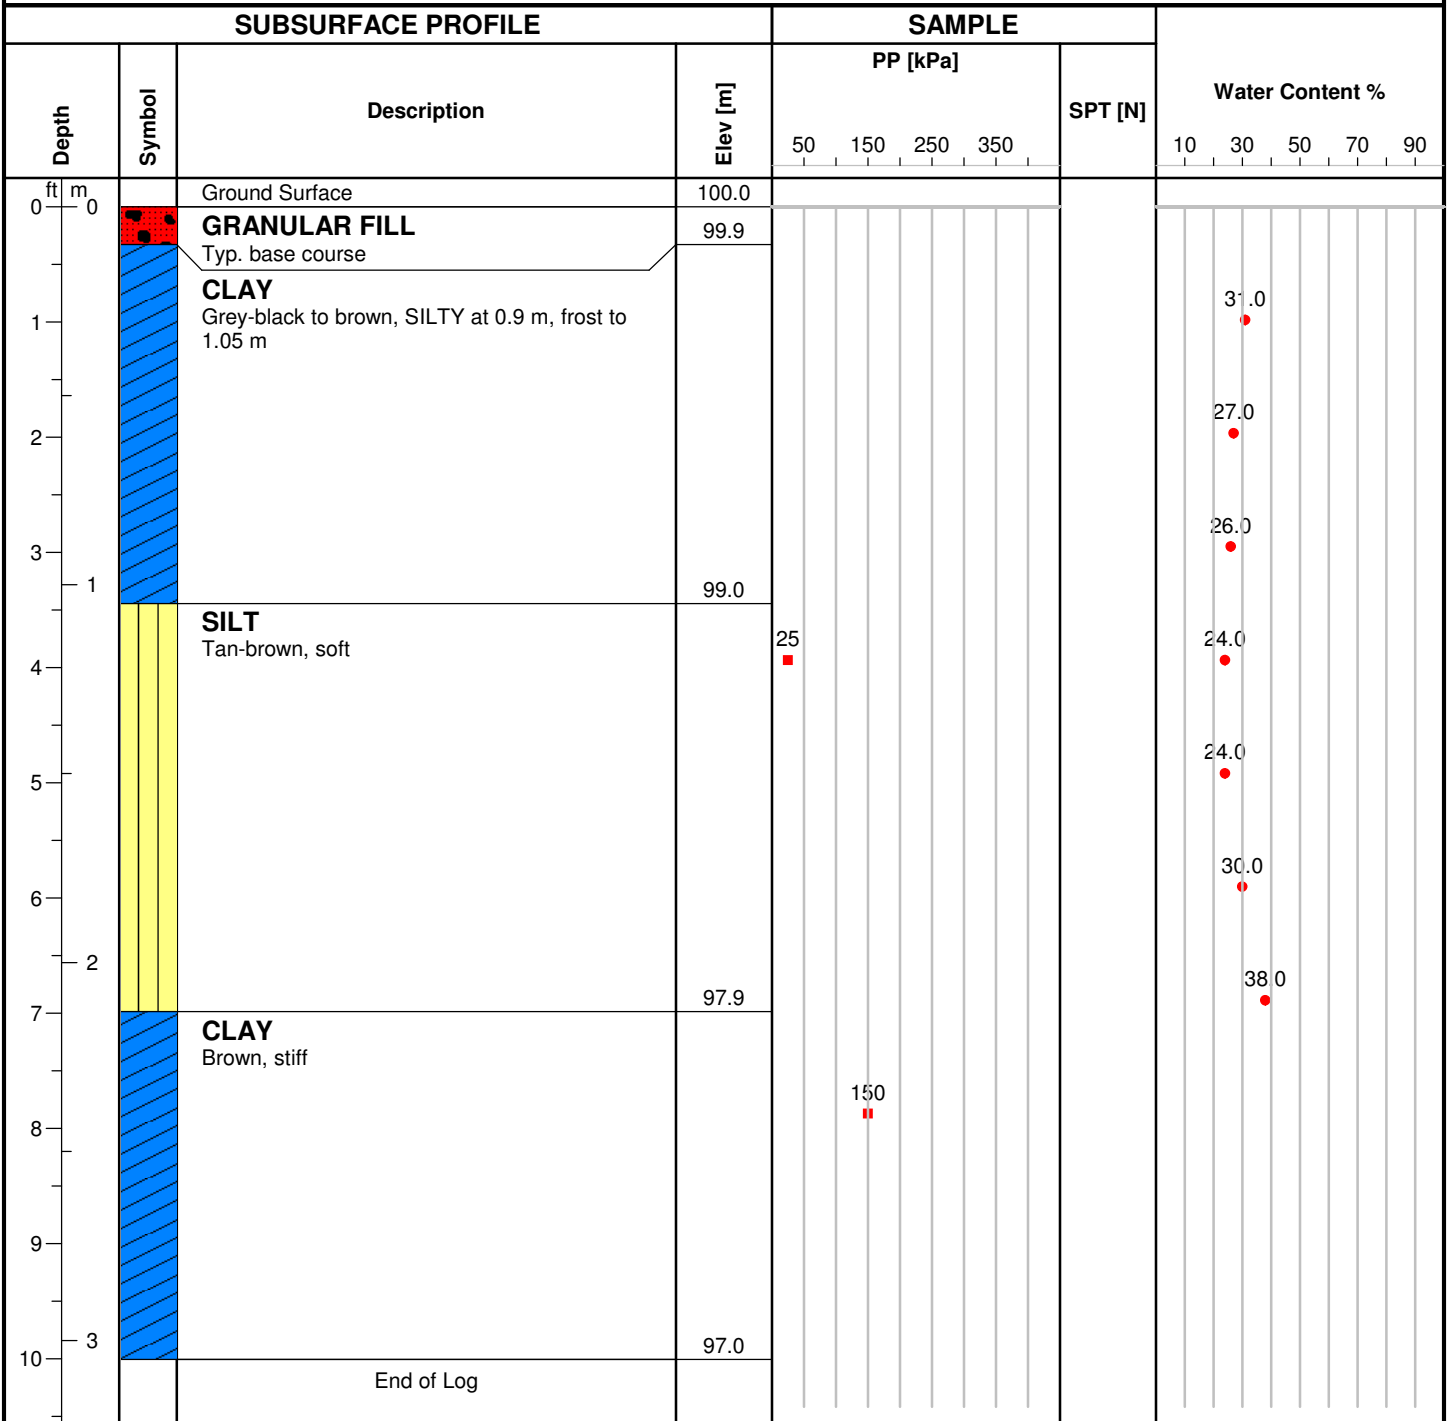 SUBSURFACE PROFILE
SAMPLE
Depth
Symbol
Description
Elev [m]
PP [kPa]
50 150 250 350
SPT [N]
Water Content %
10 30 50 70 90
ft m
Ground Surface
100.0
0 0
GRANULAR FILL
99.9
Typ. base course
CLAY
Grey-black to brown, SILTY at 0.9 m, frost to
1.05 m
31.0
1
27.0
2
26.0
3
1
99.0
SILT
Tan-brown, soft
25
24.0
4
24.0
5
30.0
6
2
38.0
97.9
7
CLAY
Brown, stiff
150
8
9
3
97.0
10
End of Log